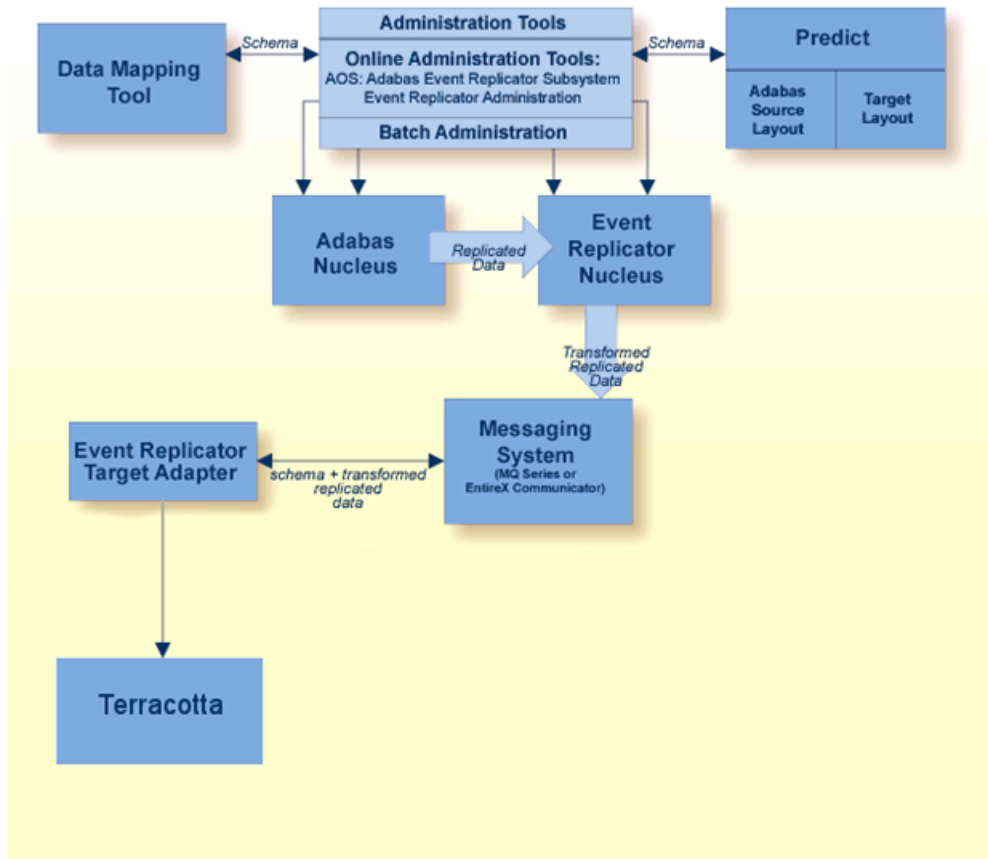 Administration Tools
Schema
Schema
Data Mapping
Tool
Online Administration Tools:
AOS: Adabas Event Replicator Subsystem
Event Replicator Administration
Batch Administration
Predict
Adabas
Source
Layout
Target
Layout
Adabas
Nucleus
Replicated
Data
Event
Replicator
Nucleus
Transformed
Replicated
Data
Event Replicator
Target Adapter
schema + transformed
replicated
data
Messaging
System
(MQ Series or
EntireX Communicator)
Terracotta